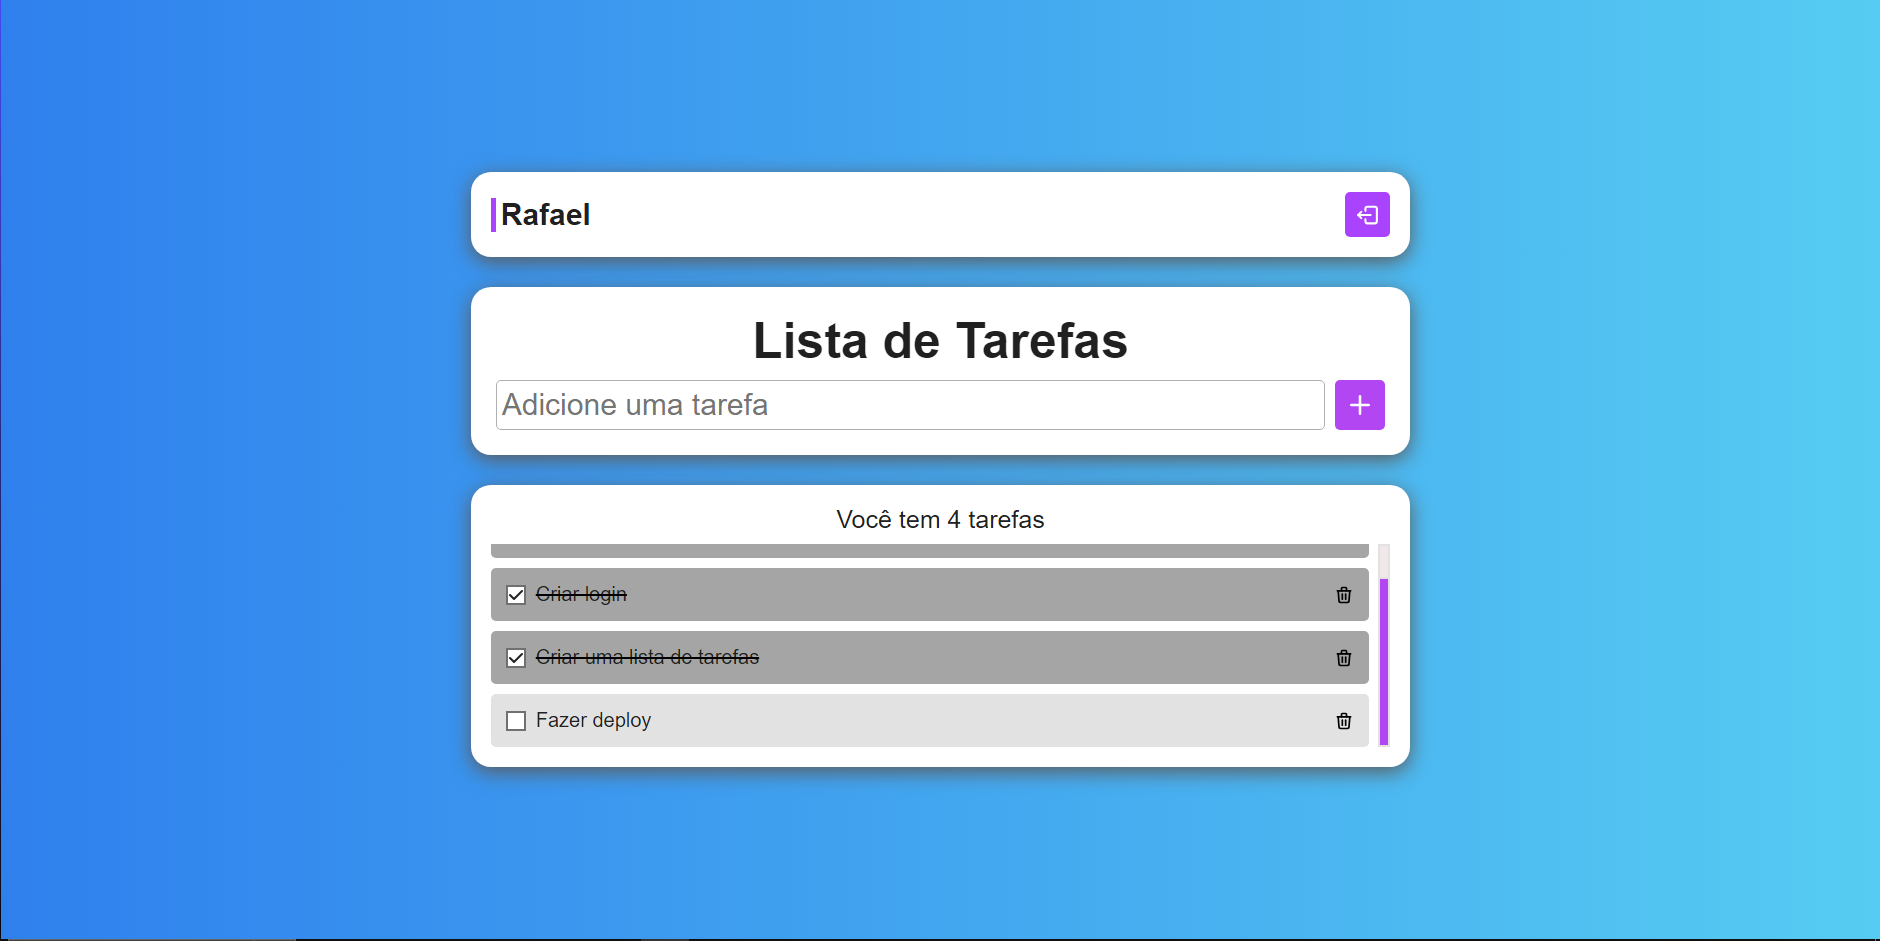 Rafael
Lista de Tarefas
Adicione uma tarefa
Você tem 4 tarefas
Criar login
Criar uma lista de tarefas
Fazer deploy